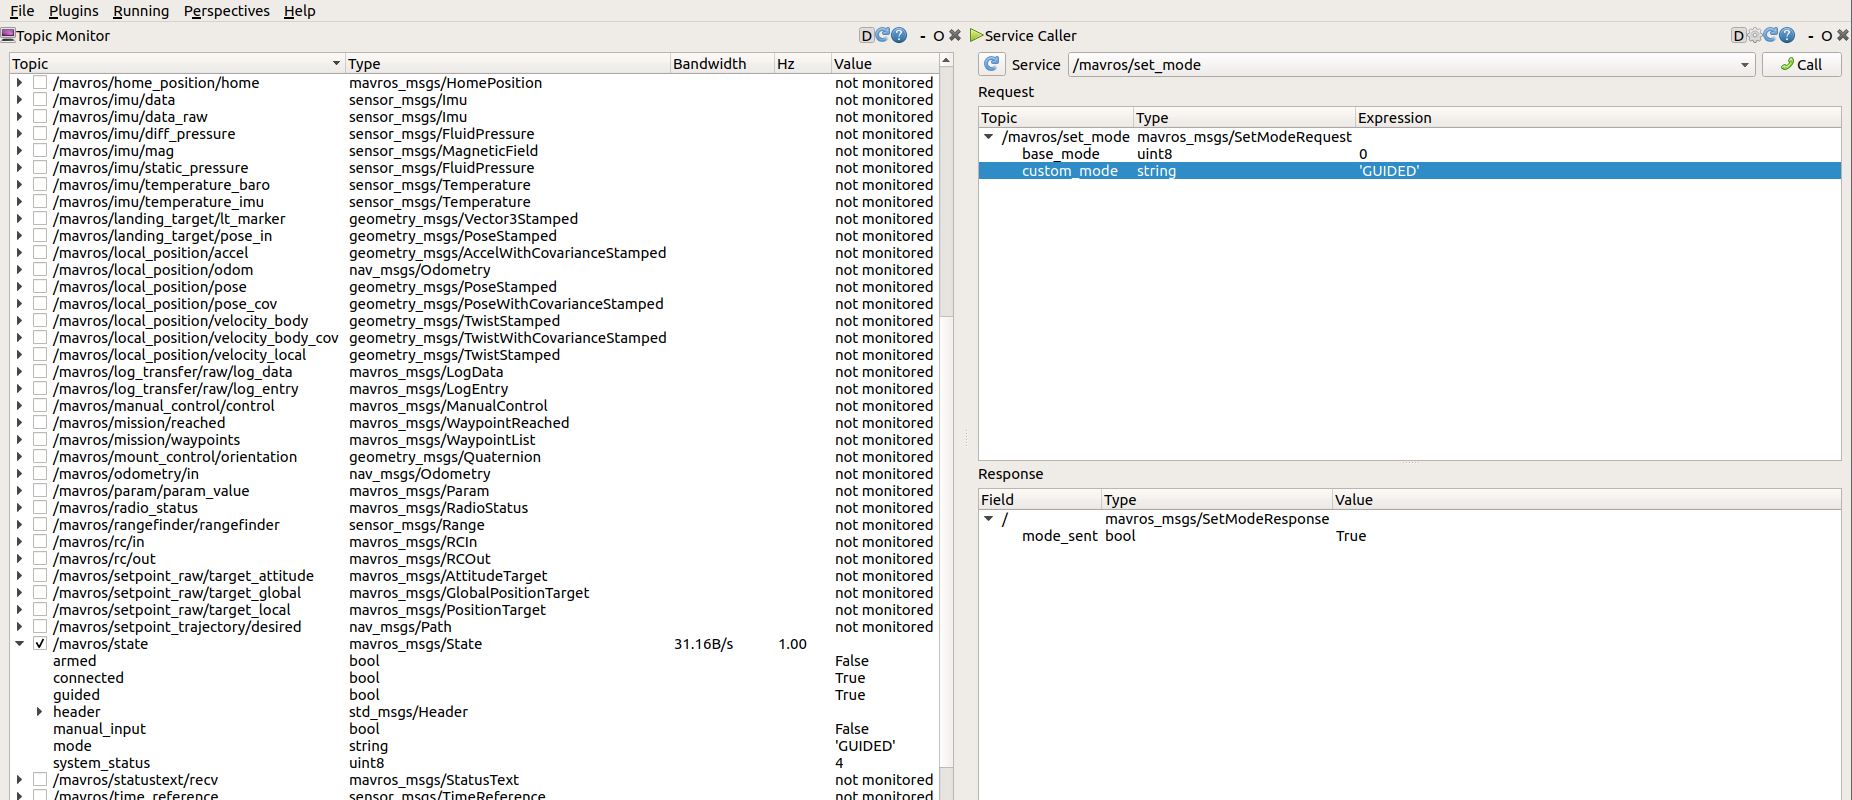 File Plugins Running Perspectives Help
Topic Monitor D - O
Topic Type Bandwidth Hz Value
/mavros/home_position/home mavros_msgs/HomePosition not monitored
/mavros/imu/data sensor_msgs/Imu not monitored
/mavros/imu/data_raw sensor_msgs/Imu not monitored
/mavros/imu/diff_pressure sensor_msgs/FluidPressure not monitored
/mavros/imu/mag sensor_msgs/MagneticField not monitored
/mavros/imu/static_pressure sensor_msgs/FluidPressure not monitored
/mavros/imu/temperature_baro sensor_msgs/Temperature not monitored
/mavros/imu/temperature_imu sensor_msgs/Temperature not monitored
/mavros/landing_target/lt_marker geometry_msgs/Vector3Stamped not monitored
/mavros/landing_target/pose_in geometry_msgs/PoseStamped not monitored
/mavros/local_position/accel geometry_msgs/AccelWithCovarianceStamped not monitored
/mavros/local_position/odom nav_msgs/Odometry not monitored
/mavros/local_position/pose geometry_msgs/PoseStamped not monitored
/mavros/local_position/pose_cov geometry_msgs/PoseWithCovarianceStamped not monitored
/mavros/local_position/velocity_body geometry_msgs/TwistStamped not monitored
/mavros/local_position/velocity_body_cov geometry_msgs/TwistWithCovarianceStamped not monitored
/mavros/local_position/velocity_local geometry_msgs/TwistStamped not monitored
/mavros/log_transfer/raw/log_data mavros_msgs/LogData not monitored
/mavros/log_transfer/raw/log_entry mavros_msgs/LogEntry not monitored
/mavros/manual_control/control mavros_msgs/ManualControl not monitored
/mavros/mission/reached mavros_msgs/WaypointReached not monitored
/mavros/mission/waypoints mavros_msgs/WaypointList not monitored
/mavros/mount_control/orientation geometry_msgs/Quaternion not monitored
/mavros/odometry/in nav_msgs/Odometry not monitored
/mavros/param/param_value mavros_msgs/Param not monitored
/mavros/radio_status mavros_msgs/RadioStatus not monitored
/mavros/rangefinder/rangefinder sensor_msgs/Range not monitored
/mavros/rc/in mavros_msgs/RCIn not monitored
/mavros/rc/out mavros_msgs/RCOut not monitored
/mavros/setpoint_raw/target_attitude mavros_msgs/AttitudeTarget not monitored
/mavros/setpoint_raw/target_global mavros_msgs/GlobalPositionTarget not monitored
/mavros/setpoint_raw/target_local mavros_msgs/PositionTarget not monitored
/mavros/setpoint_trajectory/desired nav_msgs/Path not monitored
/mavros/state mavros_msgs/State 31.16B/s 1.00
armed bool False
connected bool True
guided bool True
header std_msgs/Header
manual_input bool False
mode string 'GUIDED'
system_status uint8 4
/mavros/statustext/recv mavros_msgs/StatusText not monitored
/mavros/time_reference sensor_msgs/TimeReference not monitored
Service Caller D - O
Service /mavros/set_mode Call
Request
Topic Type Expression
/mavros/set_mode mavros_msgs/SetModeRequest
base_mode uint8 0
custom_mode string 'GUIDED'
Response
Field Type Value
/ mavros_msgs/SetModeResponse
mode_sent bool True